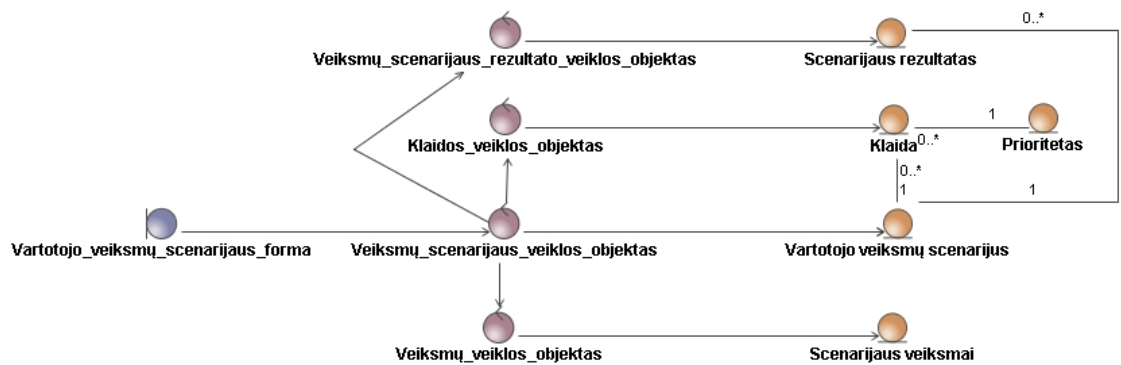 0..*
Veiksmų_scenarijaus_rezultato_veiklos_objektas
Scenarijaus rezultatas
1
Klaidos_veiklos_objektas
Klaida
0..*
Prioritetas
0..*
1
1
Vartotojo_veiksmų_scenarijaus_forma
Veiksmų_scenarijaus_veiklos_objektas
Vartotojo veiksmų scenarijus
Veiksmų_veiklos_objektas
Scenarijaus veiksmai